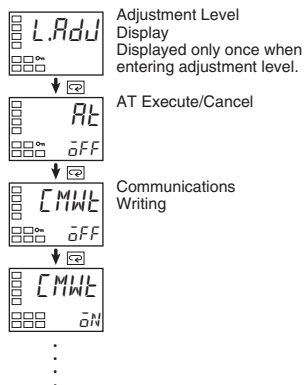 L.AdJ
Adjustment Level
Display
Displayed only once when
entering adjustment level.
At
oFF
AT Execute/Cancel
CMWt
oFF
Communications
Writing
CMWt
oN